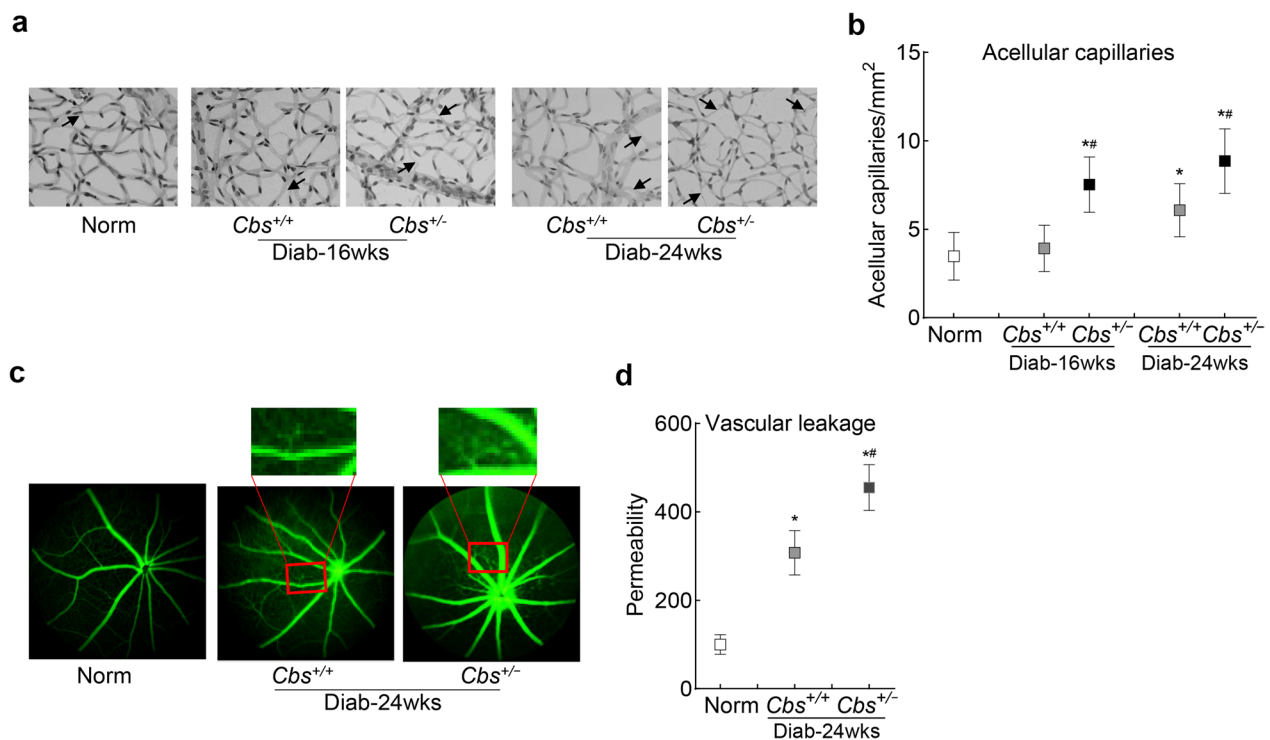 a
Norm
Cbs+/+
Cbs+/-
Diab-16wks
Cbs+/+
Cbs+/-
Diab-24wks
b
Acellular capillaries
Acellular capillaries/mm2
15
10
5
0
*#
*
*#
Norm
Cbs+/+ Cbs+/–
Diab-16wks
Cbs+/+ Cbs+/–
Diab-24wks
c
Norm
Cbs+/+
Cbs+/–
Diab-24wks
d
Vascular leakage
Permeability
600
400
200
0
*
*#
Norm
Cbs+/+ Cbs+/–
Diab-24wks